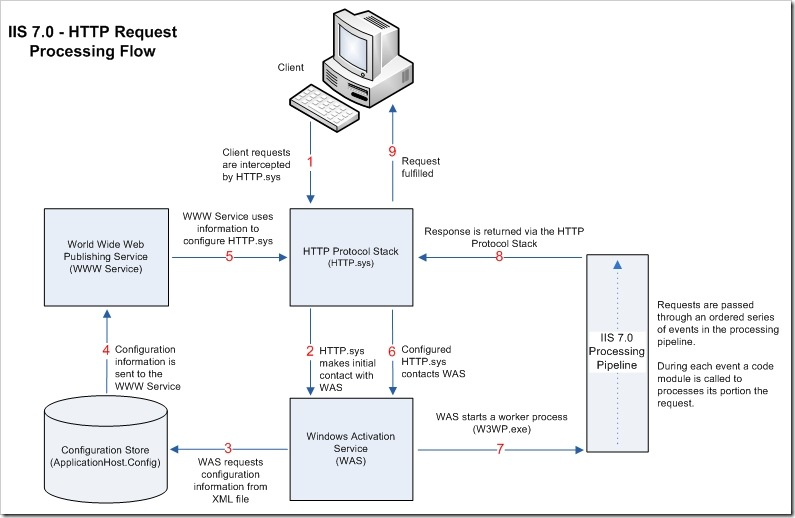 IIS 7.0 - HTTP Request
Processing Flow
Client
Client requests
are intercepted
by HTTP.sys
1
9
Request
fulfilled
World Wide Web
Publishing Service
(WWW Service)
WWW Service uses
information to
configure HTTP.sys
5
HTTP Protocol Stack
(HTTP.sys)
Response is returned via the HTTP
Protocol Stack
8
4
Configuration
information is
sent to the
WWW Service
2
HTTP.sys
makes initial
contact with
WAS
6
Configured
HTTP.sys
contacts WAS
IIS 7.0
Processing
Pipeline
Requests are passed
through an ordered series
of events in the processing
pipeline.
During each event a code
module is called to
processes its portion the
request.
Configuration Store
(ApplicationHost.Config)
3
WAS requests
configuration
information from
XML file
Windows Activation
Service
(WAS)
WAS starts a worker process
(W3WP.exe)
7